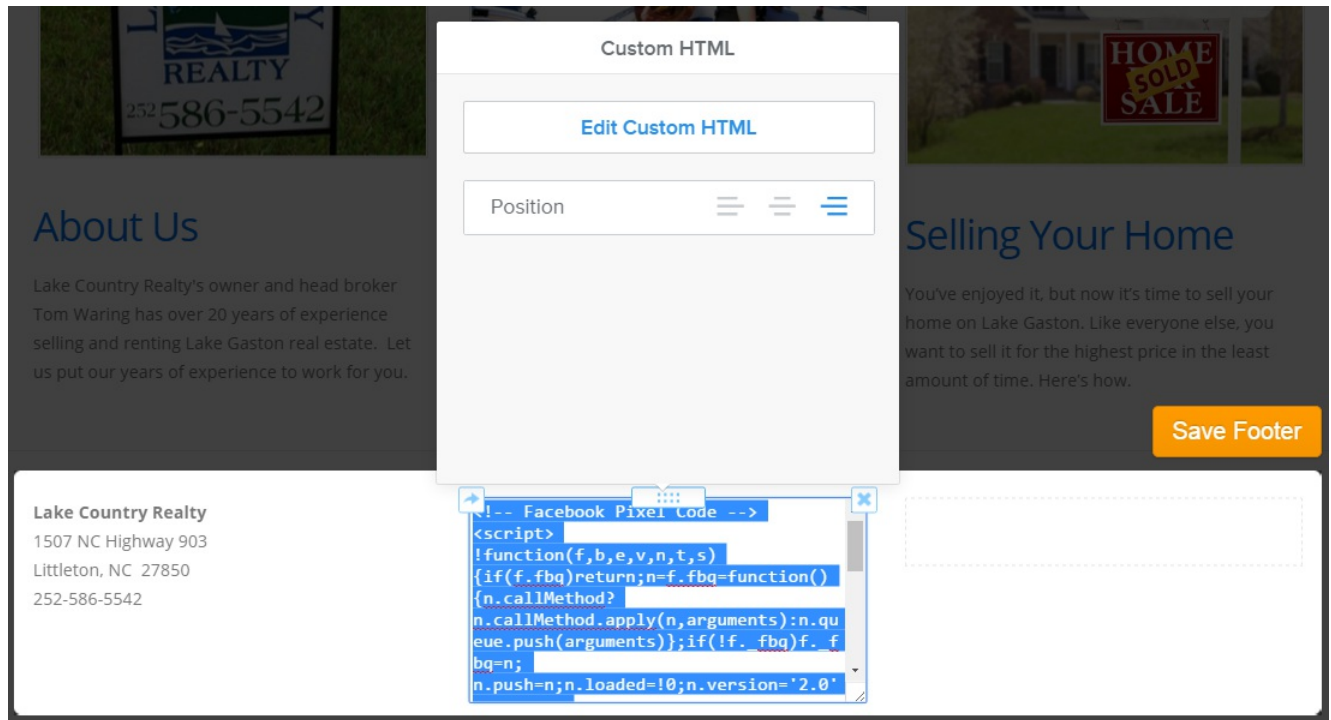 REALTY
252 586-5542
HOME
SOLD
SALE
Custom HTML
Edit Custom HTML
Position
About Us
Lake Country Realty's owner and head broker
Tom Waring has over 20 years of experience
selling and renting Lake Gaston real estate.  Let
us put our years of experience to work for you.
Selling Your Home
You've enjoyed it, but now it's time to sell your
home on Lake Gaston. Like everyone else, you
want to sell it for the highest price in the least
amount of time. Here's how.
Save Footer
Lake Country Realty
1507 NC Highway 903
Littleton, NC  27850
252-586-5542
<!-- Facebook Pixel Code -->
<script>
!function(f,b,e,v,n,t,s)
{if(f.fbq)return;n=f.fbq=function()
{n.callMethod?
n.callMethod.apply(n,arguments):n.qu
eue.push(arguments)};if(!f._fbq)f._f
bq=n;
n.push=n;n.loaded=!0;n.version='2.0'